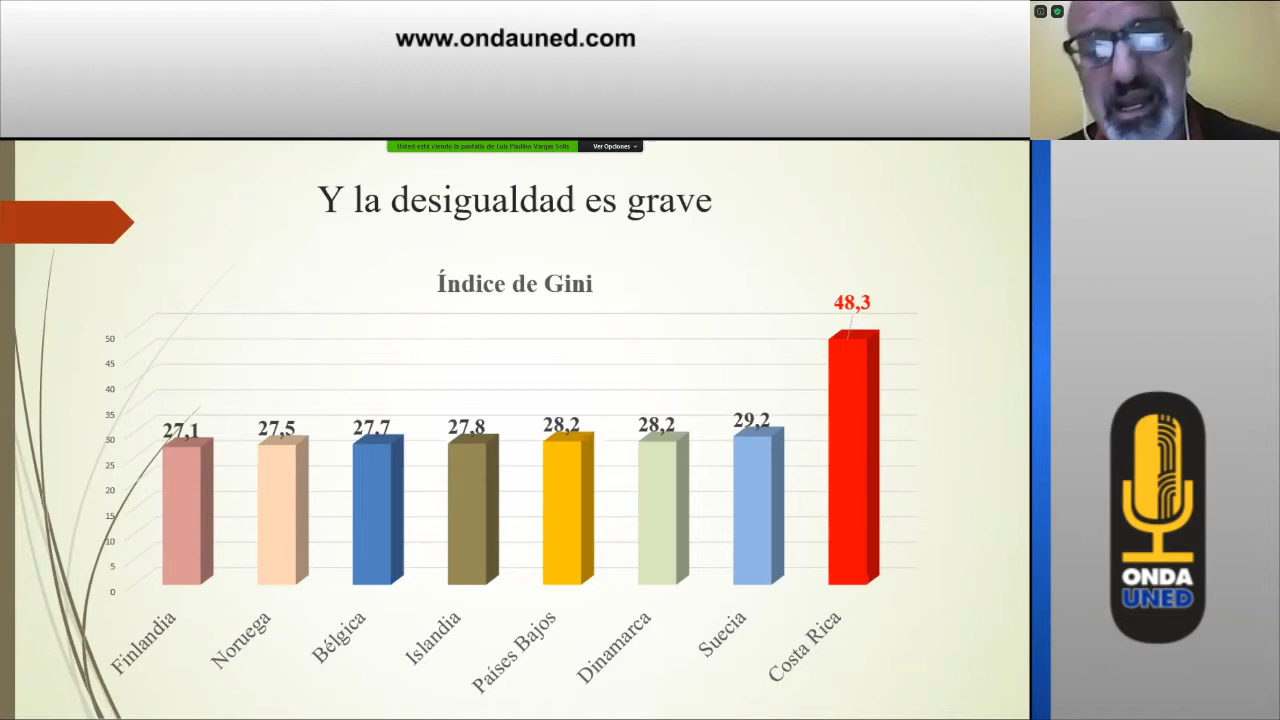 www.ondauned.com
Usted está viendo la pantalla de Luis Paulino Vargas Solís
Ver Opciones
Y la desigualdad es grave
Índice de Gini
48,3
50
45
40
35
30
25
20
15
10
5
0
27,1
27,5
27,7
27,8
28,2
28,2
29,2
Finlandia
Noruega
Bélgica
Islandia
Países Bajos
Dinamarca
Suecia
Costa Rica
ONDA
UNED